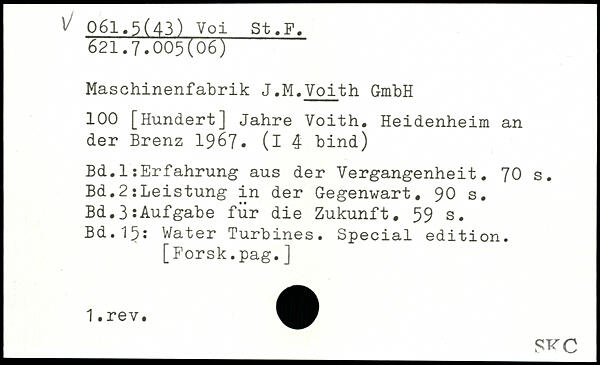 V 061.5(43) Voi St.F.
621.7.005(06)
Maschinenfabrik J.M.Voith GmbH
100 [Hundert] Jahre Voith. Heidenheim an
der Brenz 1967. (I 4 bind)
Bd.1:Erfahrung aus der Vergangenheit. 70 s.
Bd.2:Leistung in der Gegenwart. 90 s.
Bd.3:Aufgabe für die Zukunft. 59 s.
Bd.15: Water Turbines. Special edition.
[Forsk.pag.]
1.rev.
SKC